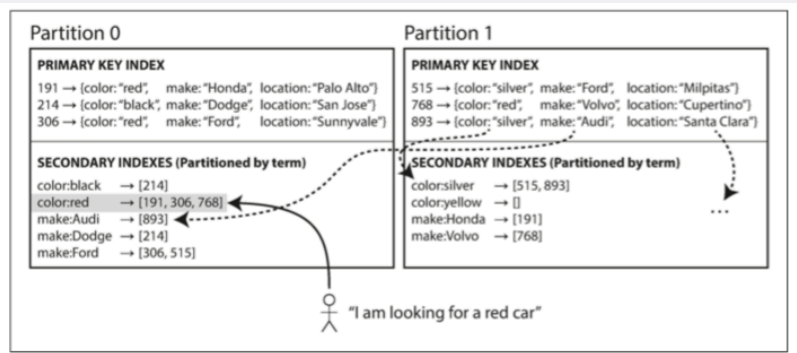 Partition 0
PRIMARY KEY INDEX
191 → {color: “red”, make: “Honda”, location: “Palo Alto”}
214 → {color: “black”, make: “Dodge”, location: “San Jose”}
306 → {color: “red”, make: “Ford”, location: “Sunnyvale”}
SECONDARY INDEXES (Partitioned by term)
color:black → [214]
color:red → [191, 306, 768]
make:Audi → [893]
make:Dodge → [214]
make:Ford → [306, 515]
Partition 1
PRIMARY KEY INDEX
515 → {color: “silver”, make: “Ford”, location: “Milpitas”}
768 → {color: “red”, make: “Volvo”, location: “Cupertino”}
893 → {color: “silver”, make: “Audi”, location: “Santa Clara”}
SECONDARY INDEXES (Partitioned by term)
color:silver → [515, 893]
color:yellow → []
make:Honda → [191]
make:Volvo → [768]
...
“I am looking for a red car”